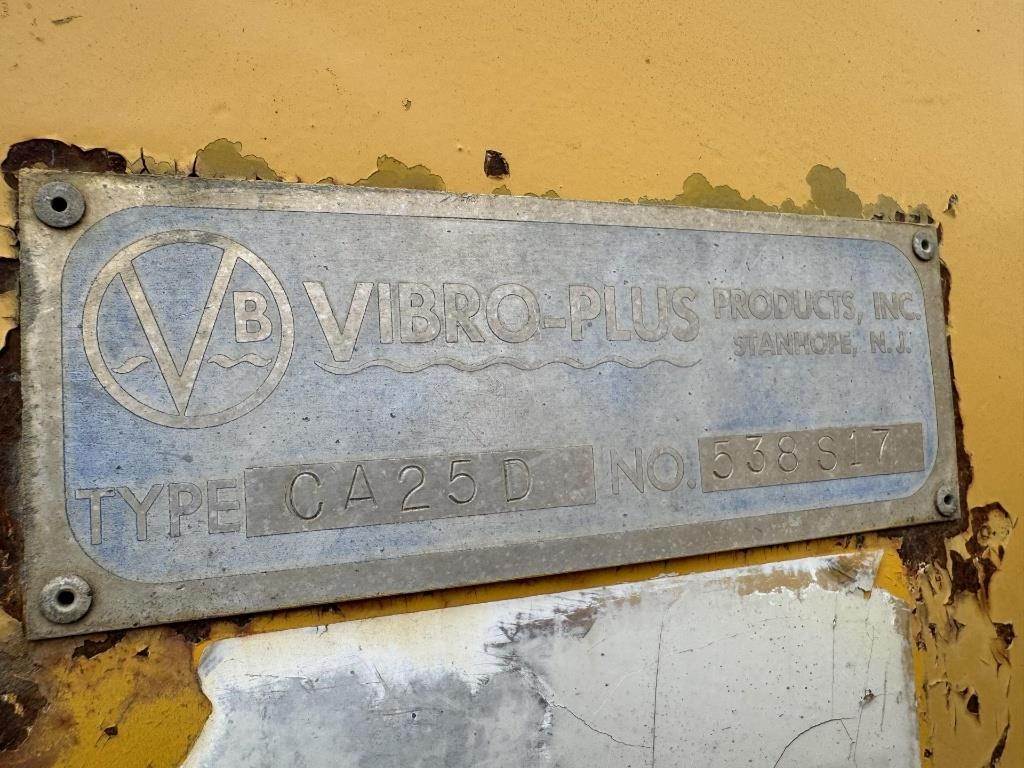 VB VIBRO-PLUS PRODUCTS, INC.
STANHOPE, N.J.
TYPE CA25D NO. 538S17